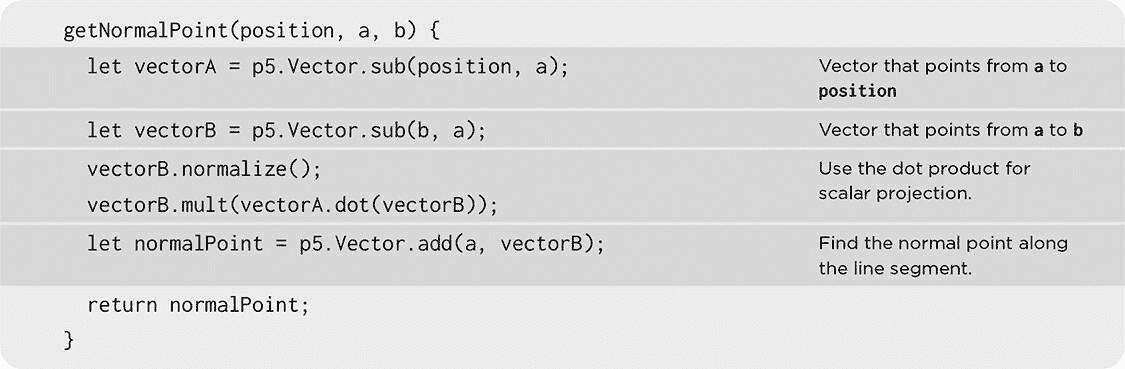 getNormalPoint(position, a, b) {
let vectorA = p5.Vector.sub(position, a);
Vector that points from a to
position
let vectorB = p5.Vector.sub(b, a);
Vector that points from a to b
vectorB.normalize();
Use the dot product for
scalar projection.
vectorB.mult(vectorA.dot(vectorB));
let normalPoint = p5.Vector.add(a, vectorB);
Find the normal point along
the line segment.
return normalPoint;
}